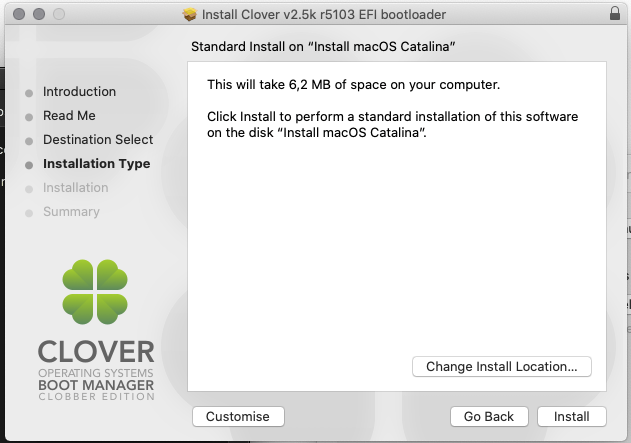 Install Clover v2.5k r5103 EFI bootloader
Standard Install on “Install macOS Catalina”
Introduction
Read Me
Destination Select
Installation Type
Installation
Summary
This will take 6,2 MB of space on your computer.
Click Install to perform a standard installation of this software
on the disk “Install macOS Catalina”.
CLOVER
OPERATING SYSTEMS
BOOT MANAGER
CLOBBER EDITION
Change Install Location...
Customise
Go Back
Install